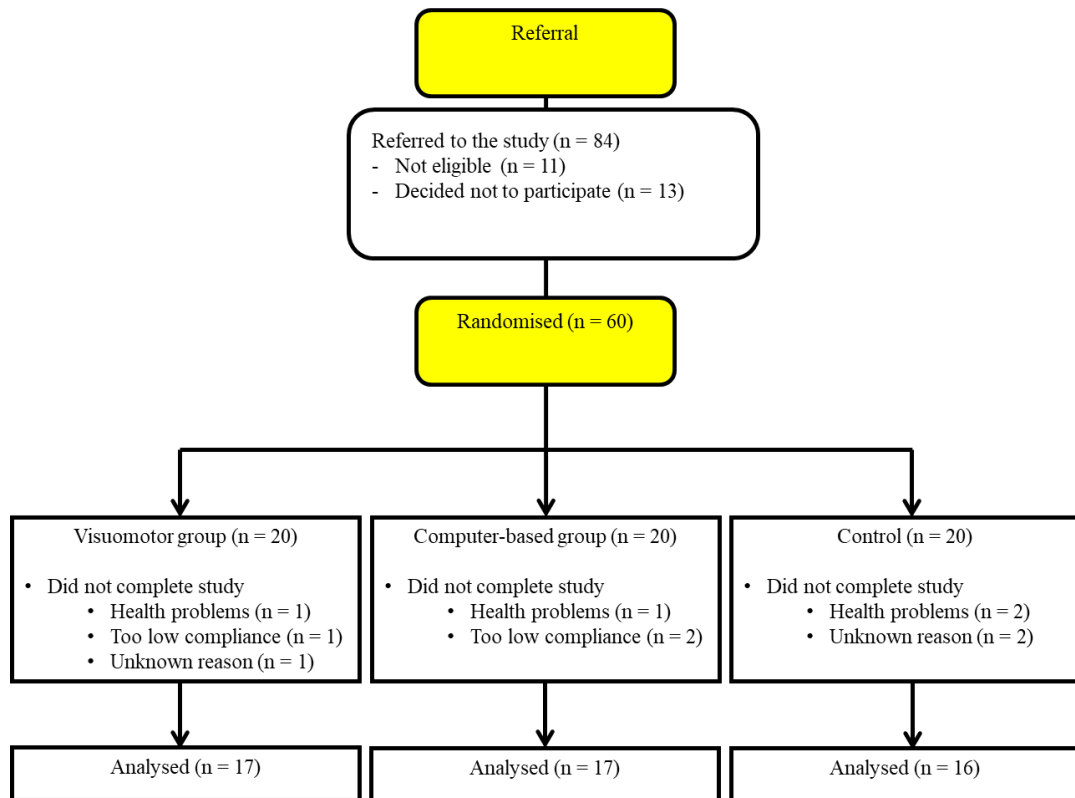 Referral
Referred to the study (n = 84)
- Not eligible (n = 11)
- Decided not to participate (n = 13)
Randomised (n = 60)
Visuomotor group (n = 20)
• Did not complete study
• Health problems (n = 1)
• Too low compliance (n = 1)
• Unknown reason (n = 1)
Computer-based group (n = 20)
• Did not complete study
• Health problems (n = 1)
• Too low compliance (n = 2)
Control (n = 20)
• Did not complete study
• Health problems (n = 2)
• Unknown reason (n = 2)
Analysed (n = 17)
Analysed (n = 17)
Analysed (n = 16)